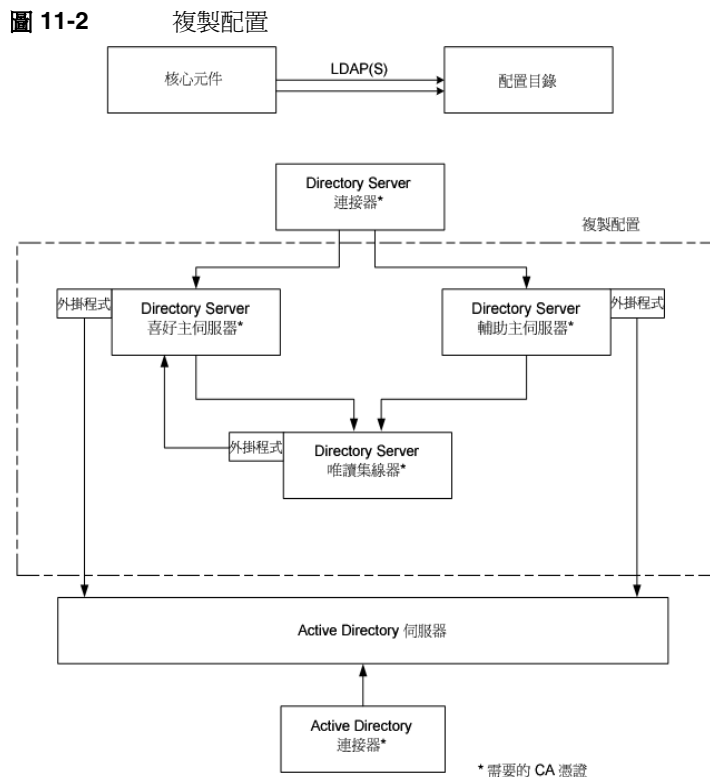 圖 11-2 複製配置
核心元件
LDAP(S)
配置目錄
Directory Server
連接器*
複製配置
外掛程式
Directory Server
喜好主伺服器*
Directory Server
輔助主伺服器*
外掛程式
外掛程式
Directory Server
唯讀集線器*
Active Directory 伺服器
Active Directory
連接器*
* 需要的 CA 憑證